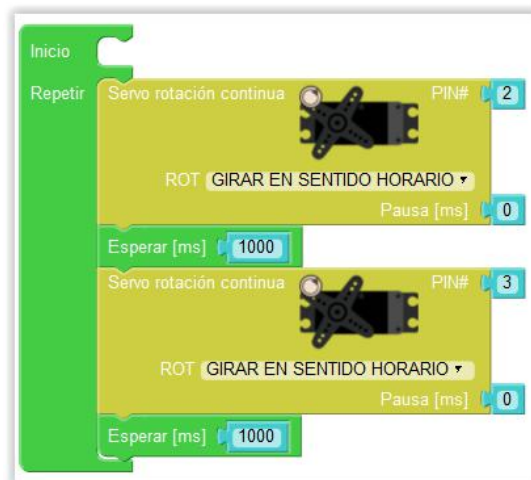 Inicio
Repetir
Servo rotación continua PIN# 2
ROT GIRAR EN SENTIDO HORARIO
Pausa [ms] 0
Esperar [ms] 1000
Servo rotación continua PIN# 3
ROT GIRAR EN SENTIDO HORARIO
Pausa [ms] 0
Esperar [ms] 1000